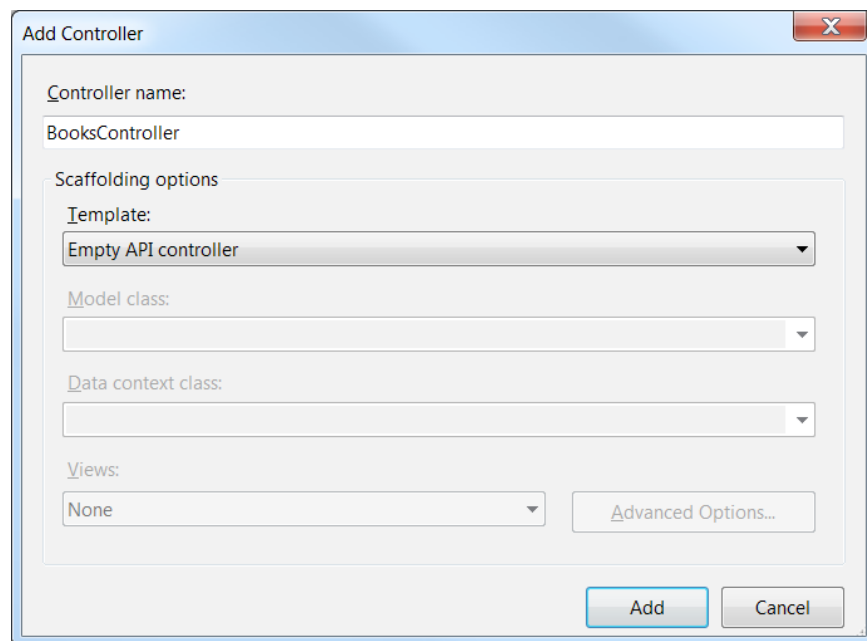 Add Controller
Controller name:
BooksController
Scaffolding options
Template:
Empty API controller
Model class:
Data context class:
Views:
None
Advanced Options...
Add
Cancel